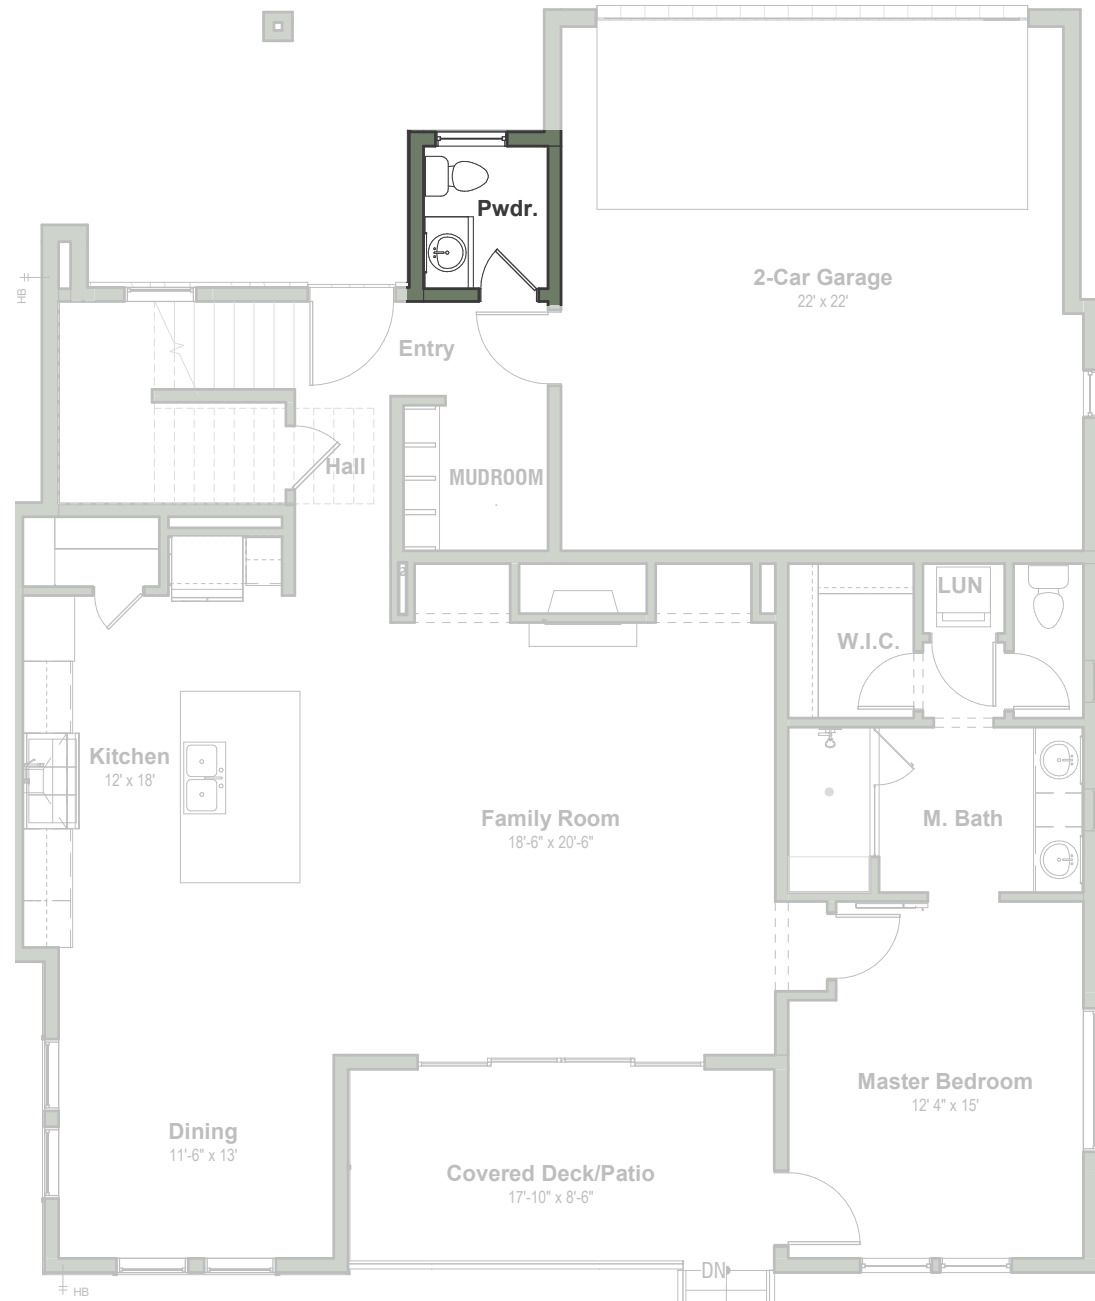 Pwdr.
2-Car Garage
22' x 22'
HB
Entry
Hall
MUDROOM
LUN
W.I.C.
Kitchen
12' x 18'
Family Room
18'-6" x 20'-6"
M. Bath
Master Bedroom
12' 4" x 15'
Dining
11'-6" x 13'
Covered Deck/Patio
17'-10" x 8'-6"
DN
HB